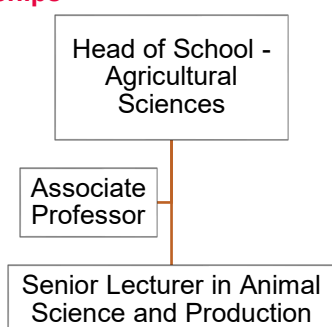 Head of School -
Agricultural
Sciences
Associate
Professor
Senior Lecturer in Animal
Science and Production